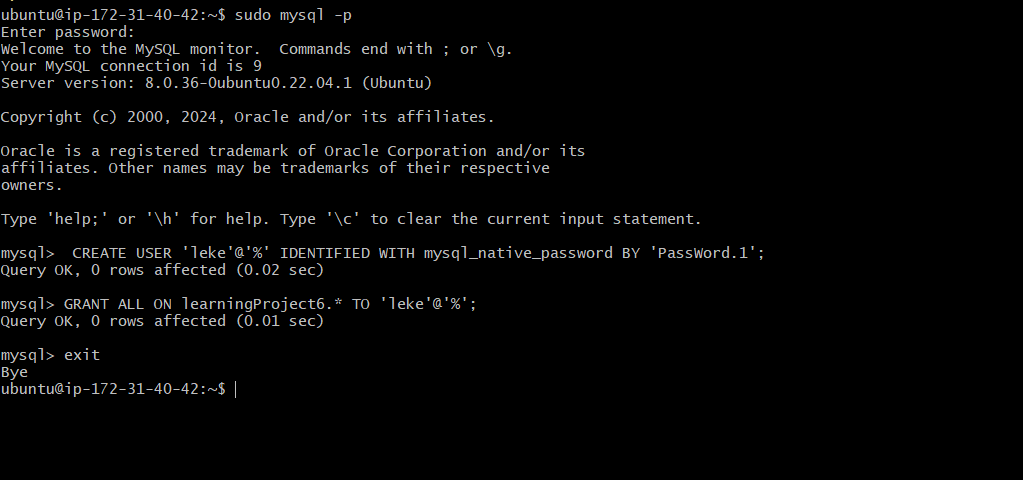 ubuntu@ip-172-31-40-42:~$ sudo mysql -p
Enter password:
Welcome to the MySQL monitor.  Commands end with ; or \g.
Your MySQL connection id is 9
Server version: 8.0.36-0ubuntu0.22.04.1 (Ubuntu)

Copyright (c) 2000, 2024, Oracle and/or its affiliates.

Oracle is a registered trademark of Oracle Corporation and/or its
affiliates. Other names may be trademarks of their respective
owners.

Type 'help;' or '\h' for help. Type '\c' to clear the current input statement.

mysql>  CREATE USER 'leke'@'%' IDENTIFIED WITH mysql_native_password BY 'PassWord.1';
Query OK, 0 rows affected (0.02 sec)

mysql> GRANT ALL ON learningProject6.* TO 'leke'@'%';
Query OK, 0 rows affected (0.01 sec)

mysql> exit
Bye
ubuntu@ip-172-31-40-42:~$